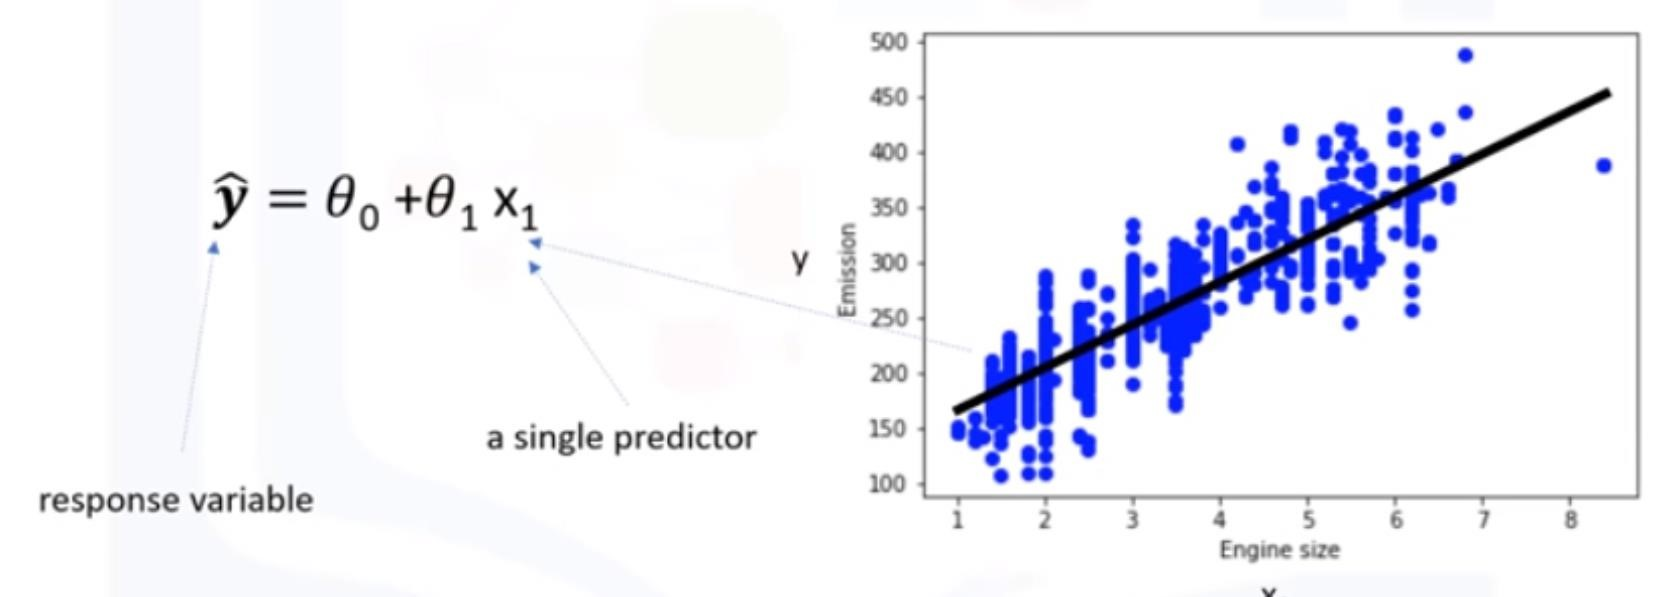 ŷ = θ₀ +θ₁ x₁
response variable
a single predictor
y
Emission
500
450
400
350
300
250
200
150
100
1 2 3 4 5 6 7 8
Engine size
x